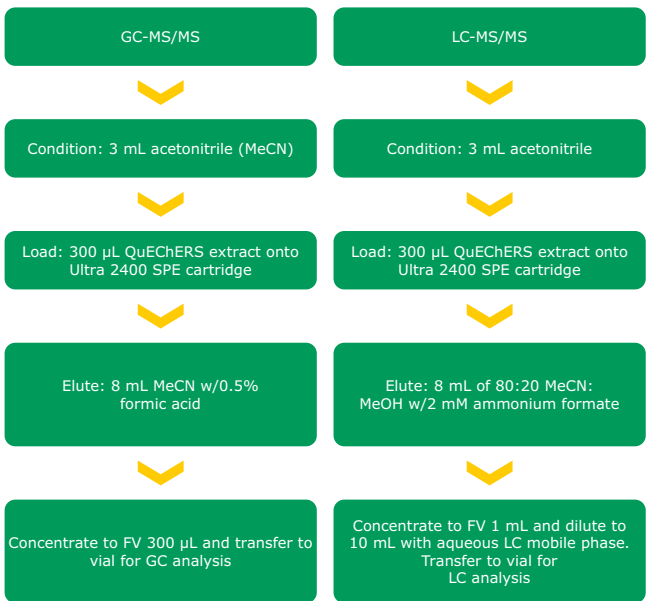 GC-MS/MS
Condition: 3 mL acetonitrile (MeCN)
Load: 300 µL QuEChERS extract onto
Ultra 2400 SPE cartridge
Elute: 8 mL MeCN w/0.5%
formic acid
Concentrate to FV 300 µL and transfer to
vial for GC analysis
LC-MS/MS
Condition: 3 mL acetonitrile
Load: 300 µL QuEChERS extract onto
Ultra 2400 SPE cartridge
Elute: 8 mL of 80:20 MeCN:
MeOH w/2 mM ammonium formate
Concentrate to FV 1 mL and dilute to
10 mL with aqueous LC mobile phase.
Transfer to vial for
LC analysis